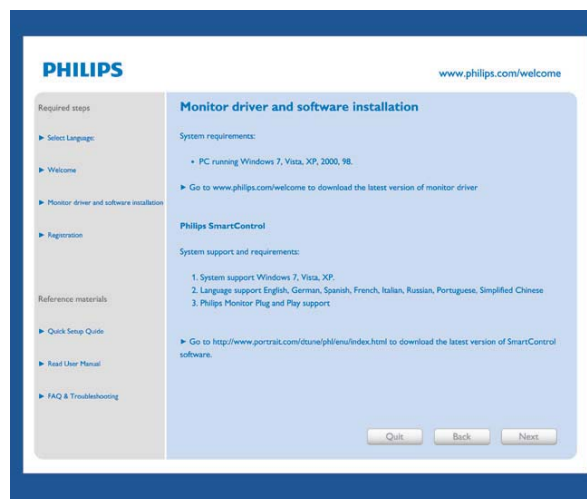 PHILIPS
www.philips.com/welcome
Required steps
▶ Select Language:
▶ Welcome
▶ Monitor driver and software installation
▶ Registration
Reference materials
▶ Quick Setup Guide
▶ Read User Manual
▶ FAQ & Troubleshooting
Monitor driver and software installation
System requirements:
• PC running Windows 7, Vista, XP, 2000, 98.
▶ Go to www.philips.com/welcome to download the latest version of monitor driver
Philips SmartControl
System support and requirements:
1. System support Windows 7, Vista, XP.
2. Language support English, German, Spanish, French, Italian, Russian, Portuguese, Simplified Chinese
3. Philips Monitor Plug and Play support
▶ Go to http://www.portrait.com/dtune/phl/enu/index.html to download the latest version of SmartControl
software.
Quit
Back
Next